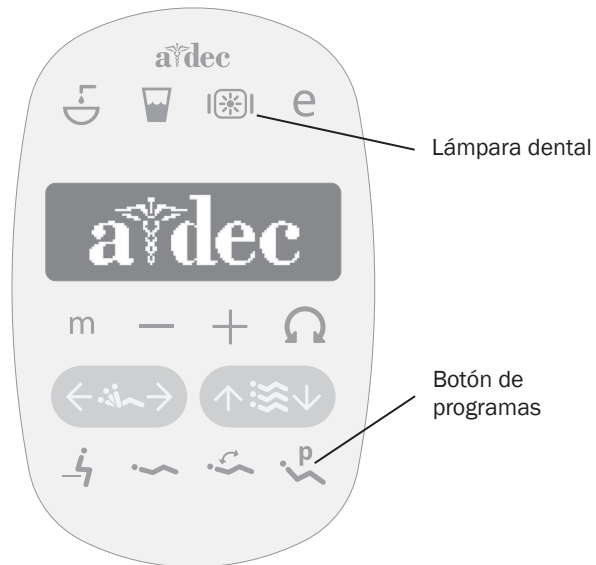 a dec
e
Lámpara dental
a dec
m − +
Botón de
programas
p